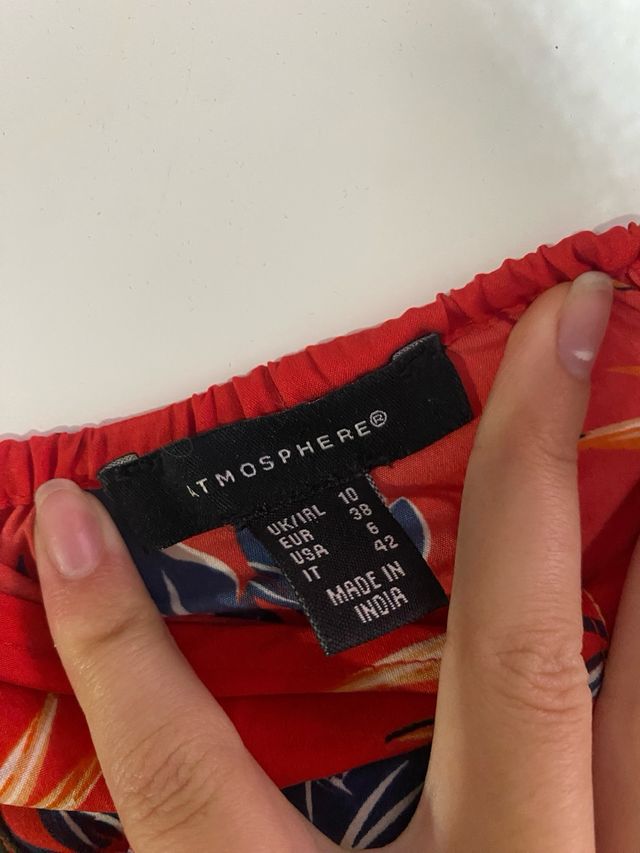 ATMOSPHERE®
UK/IRL 10
EUR 38
USA 6
IT 42
MADE IN
INDIA